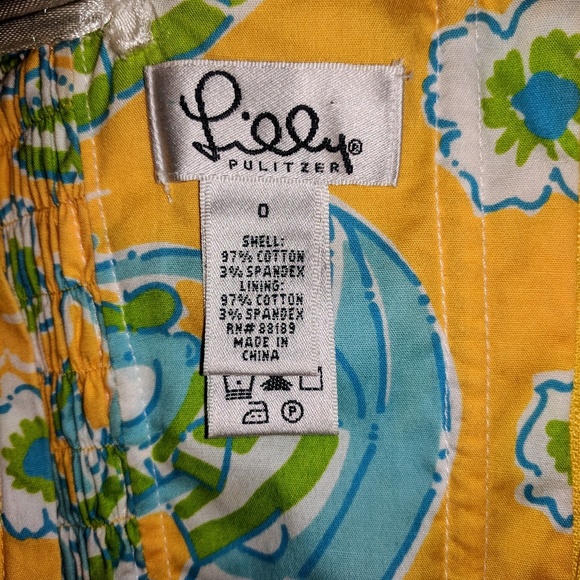 Lilly®
PULITZER
0
SHELL:
97% COTTON
3% SPANDEX
LINING:
97% COTTON
3% SPANDEX
RN# 88189
MADE IN
CHINA
P